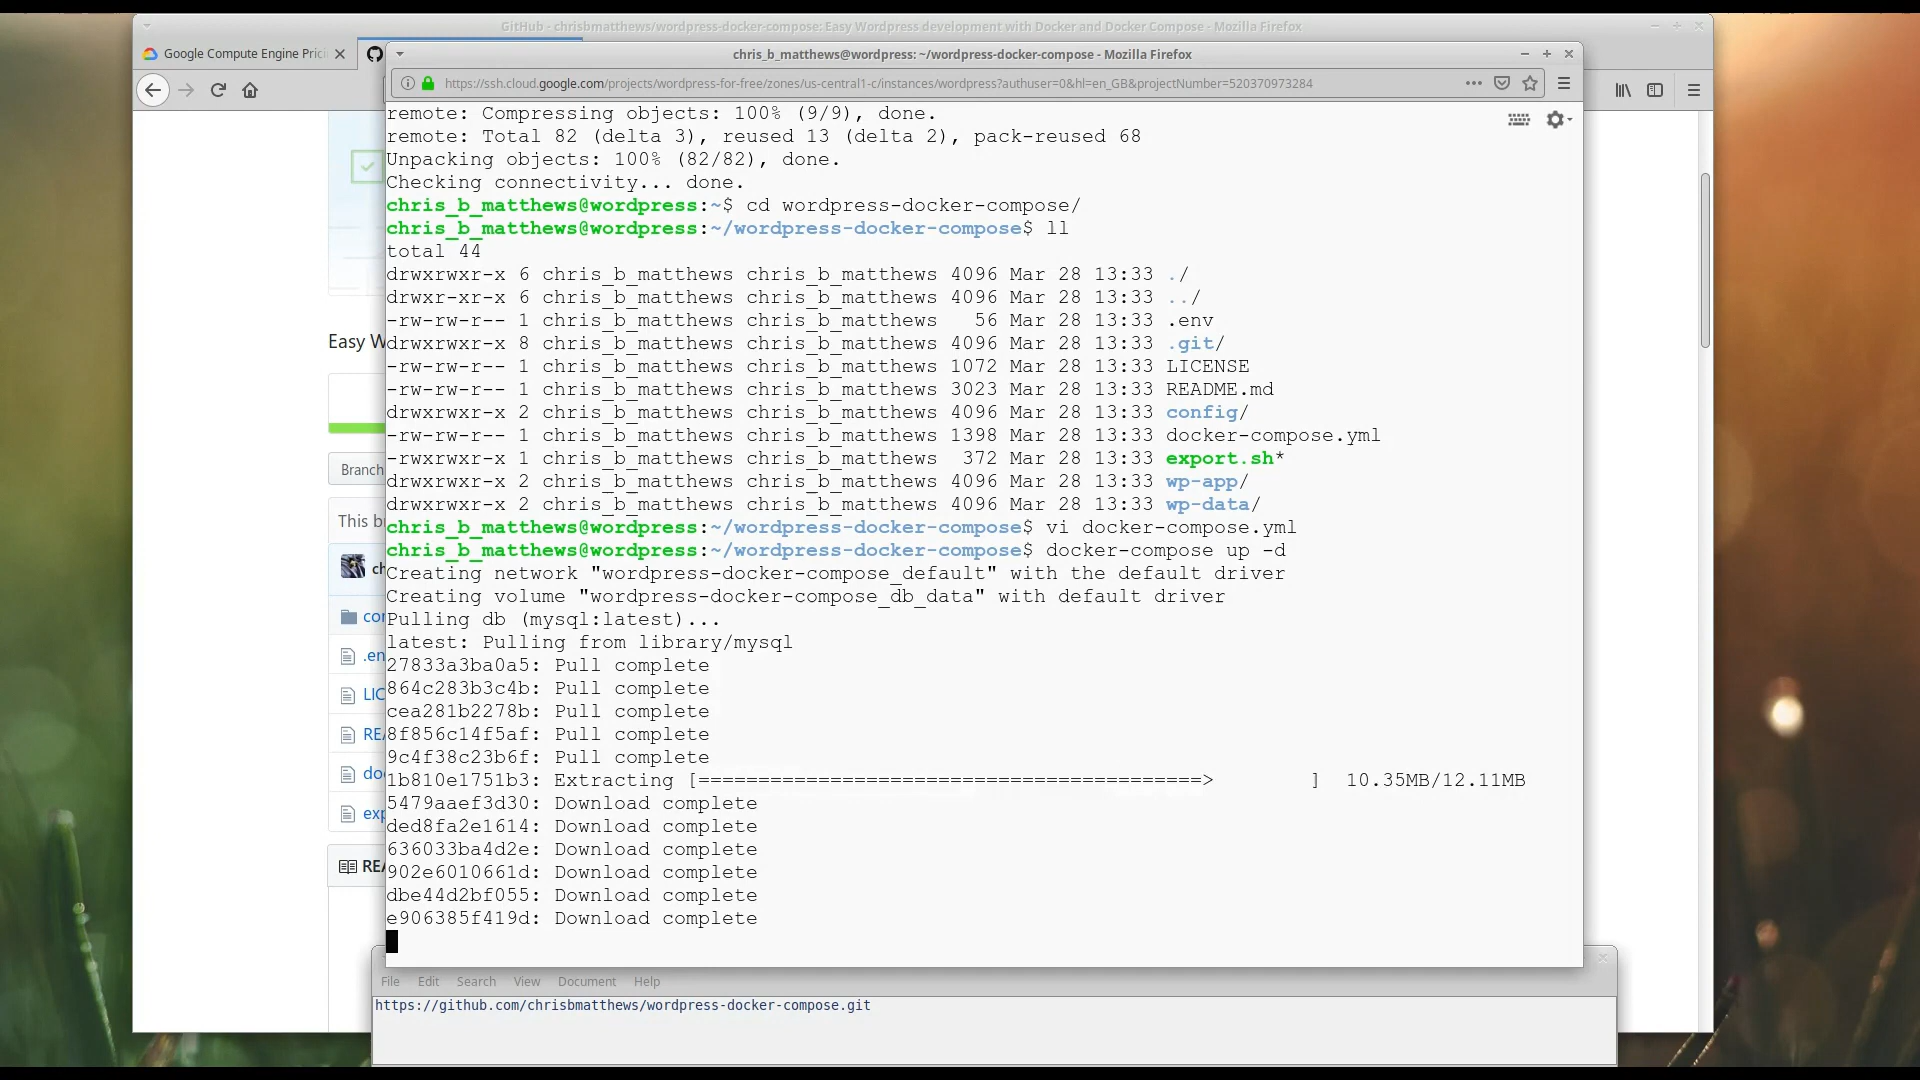 GitHub - chrisbmatthews/wordpress-docker-compose: Easy Wordpress development with Docker and Docker Compose - Mozilla Firefox
Google Compute Engine Prici
chris_b_matthews@wordpress: ~/wordpress-docker-compose - Mozilla Firefox
https://ssh.cloud.google.com/projects/wordpress-for-free/zones/us-central1-c/instances/wordpress?authuser=0&hl=en_GB&projectNumber=520370973284
remote: Compressing objects: 100% (9/9), done.
remote: Total 82 (delta 3), reused 13 (delta 2), pack-reused 68
Unpacking objects: 100% (82/82), done.
Checking connectivity... done.
chris_b_matthews@wordpress:~$ cd wordpress-docker-compose/
chris_b_matthews@wordpress:~/wordpress-docker-compose$ ll
total 44
drwxrwxr-x 6 chris_b_matthews chris_b_matthews 4096 Mar 28 13:33 ./
drwxr-xr-x 6 chris_b_matthews chris_b_matthews 4096 Mar 28 13:33 ../
-rw-rw-r-- 1 chris_b_matthews chris_b_matthews   56 Mar 28 13:33 .env
drwxrwxr-x 8 chris_b_matthews chris_b_matthews 4096 Mar 28 13:33 .git/
-rw-rw-r-- 1 chris_b_matthews chris_b_matthews 1072 Mar 28 13:33 LICENSE
-rw-rw-r-- 1 chris_b_matthews chris_b_matthews 3023 Mar 28 13:33 README.md
drwxrwxr-x 2 chris_b_matthews chris_b_matthews 4096 Mar 28 13:33 config/
-rw-rw-r-- 1 chris_b_matthews chris_b_matthews 1398 Mar 28 13:33 docker-compose.yml
-rwxrwxr-x 1 chris_b_matthews chris_b_matthews  372 Mar 28 13:33 export.sh*
drwxrwxr-x 2 chris_b_matthews chris_b_matthews 4096 Mar 28 13:33 wp-app/
drwxrwxr-x 2 chris_b_matthews chris_b_matthews 4096 Mar 28 13:33 wp-data/
chris_b_matthews@wordpress:~/wordpress-docker-compose$ vi docker-compose.yml
chris_b_matthews@wordpress:~/wordpress-docker-compose$ docker-compose up -d
Creating network "wordpress-docker-compose_default" with the default driver
Creating volume "wordpress-docker-compose_db_data" with default driver
Pulling db (mysql:latest)...
latest: Pulling from library/mysql
27833a3ba0a5: Pull complete
864c283b3c4b: Pull complete
cea281b2278b: Pull complete
8f856c14f5af: Pull complete
9c4f38c23b6f: Pull complete
1b810e1751b3: Extracting [==========================================>         ]  10.35MB/12.11MB
5479aaef3d30: Download complete
ded8fa2e1614: Download complete
636033ba4d2e: Download complete
902e6010661d: Download complete
dbe44d2bf055: Download complete
e906385f419d: Download complete
Easy W
Branch
This b
ch
con
.en
LIC
REA
doc
exp
REA
File Edit Search View Document Help
https://github.com/chrisbmatthews/wordpress-docker-compose.git